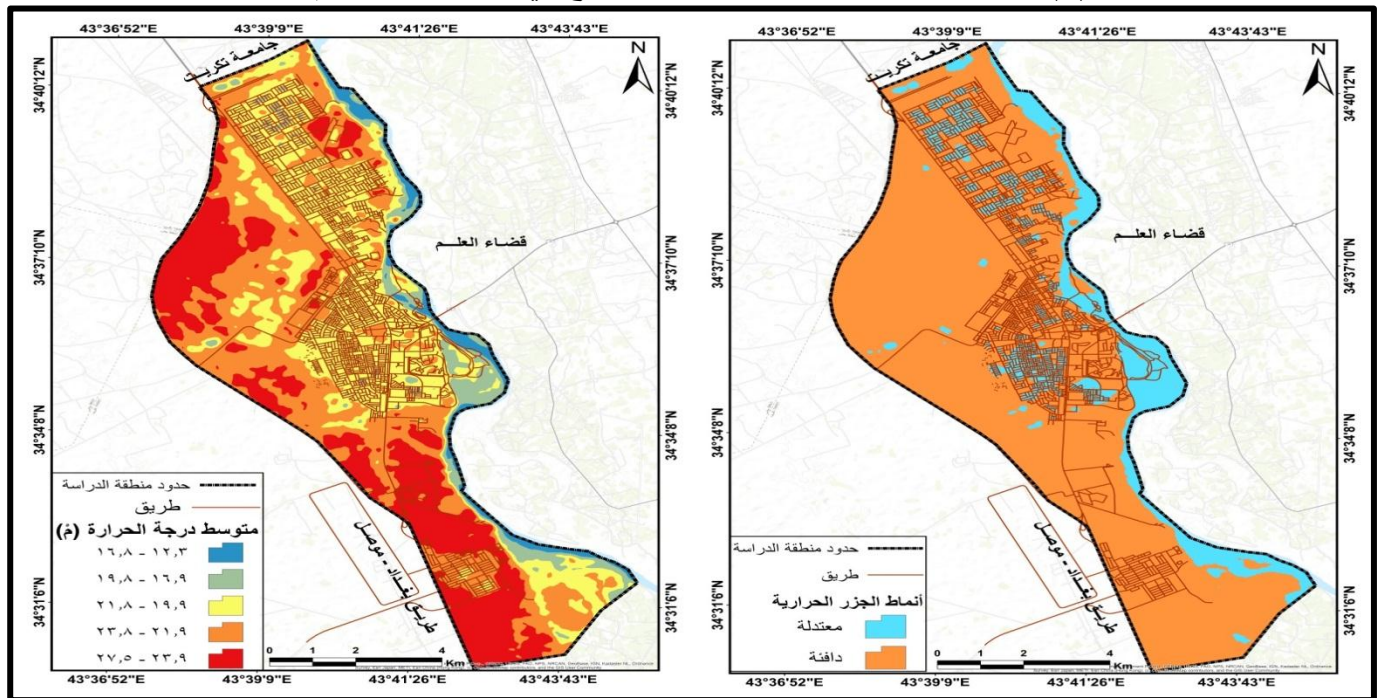 43°36'52"E 43°39'9"E 43°41'26"E 43°43'43"E
34°40'12"N
34°37'10"N
34°34'8"N
34°31'6"N
N
جامعة تكريت
قضاء العلم
طريق بغداد - موصل
حدود منطقة الدراسة
طريق
متوسط درجة الحرارة (م°)
١٢,٣ - ١٦,٨
١٦,٩ - ١٩,٨
١٩,٩ - ٢١,٨
٢١,٩ - ٢٣,٨
٢٣,٩ - ٢٧,٥
0 1 2 4
Km
43°36'52"E 43°39'9"E 43°41'26"E 43°43'43"E
34°40'12"N
34°37'10"N
34°34'8"N
34°31'6"N
43°36'52"E 43°39'9"E 43°41'26"E 43°43'43"E
34°40'12"N
34°37'10"N
34°34'8"N
34°31'6"N
N
جامعة تكريت
قضاء العلم
طريق بغداد - موصل
حدود منطقة الدراسة
طريق
أنماط الجزر الحرارية
معتدلة
دافئة
0 1 2 4
Km
43°36'52"E 43°39'9"E 43°41'26"E 43°43'43"E
34°40'12"N
34°37'10"N
34°34'8"N
34°31'6"N